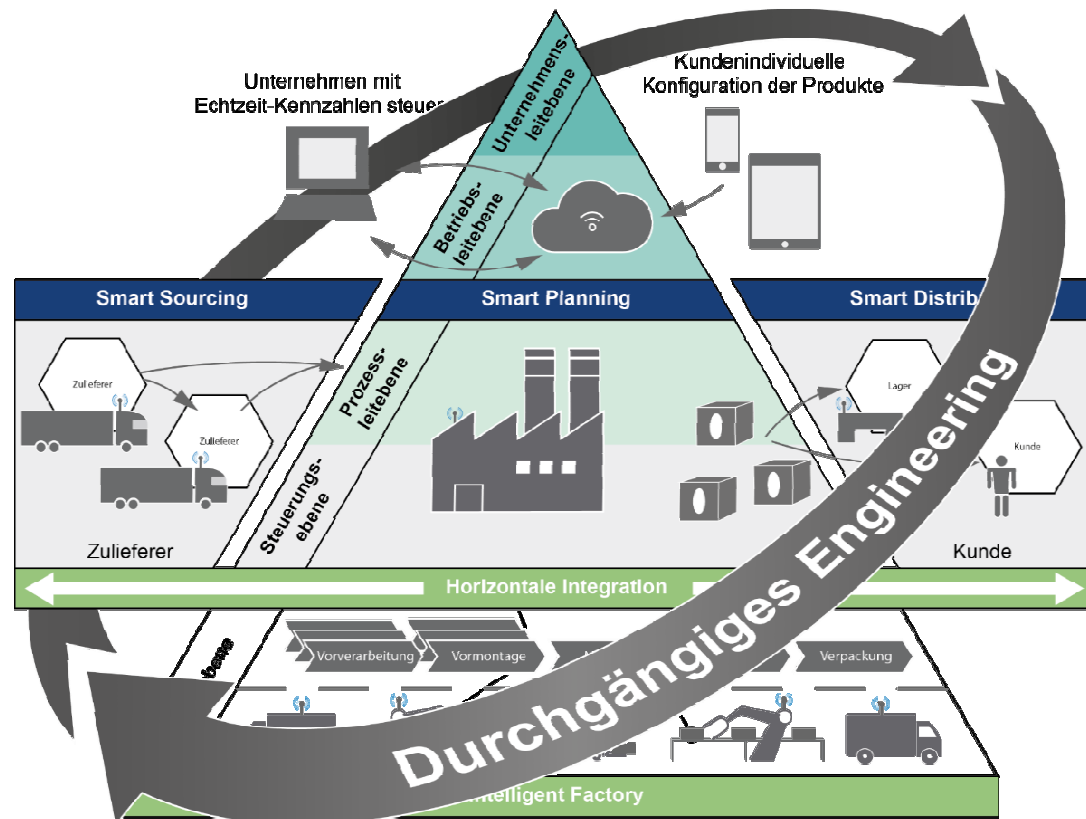 Unternehmens-
leitebene
Unternehmen mit
Echtzeit-Kennzahlen steuer
Kundenindividuelle
Konfiguration der Produkte
Betriebs-
leitebene
Smart Sourcing
Smart Planning
Smart Distrib
Zulieferer
Zulieferer
Prozess-
leitebene
Lager
Kunde
Steuerungs-
ebene
Zulieferer
Kunde
Horizontale Integration
Durchgängiges Engineering
bene
Vorverarbeitung
Vormontage
Verpackung
Intelligent Factory